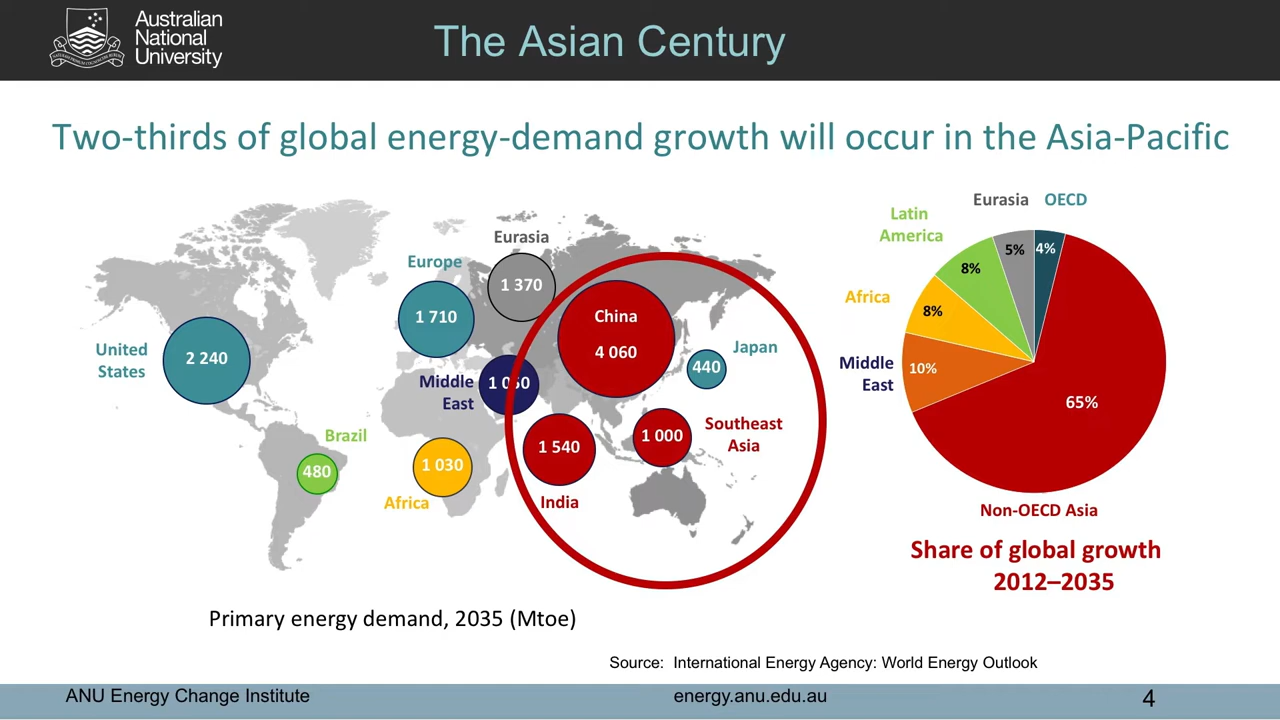 Australian
National
University
The Asian Century
Two-thirds of global energy-demand growth will occur in the Asia-Pacific
Eurasia
1 370
Europe
1 710
China
4 060
United
States
2 240
Japan
440
Middle
East
Brazil
480
Africa
1 030
1 540
India
1 000
Southeast
Asia
Primary energy demand, 2035 (Mtoe)
Eurasia
OECD
Latin
America
Africa
Middle
East
5%
4%
8%
8%
10%
65%
Non-OECD Asia
Share of global growth
2012–2035
Source: International Energy Agency: World Energy Outlook
ANU Energy Change Institute
energy.anu.edu.au
4